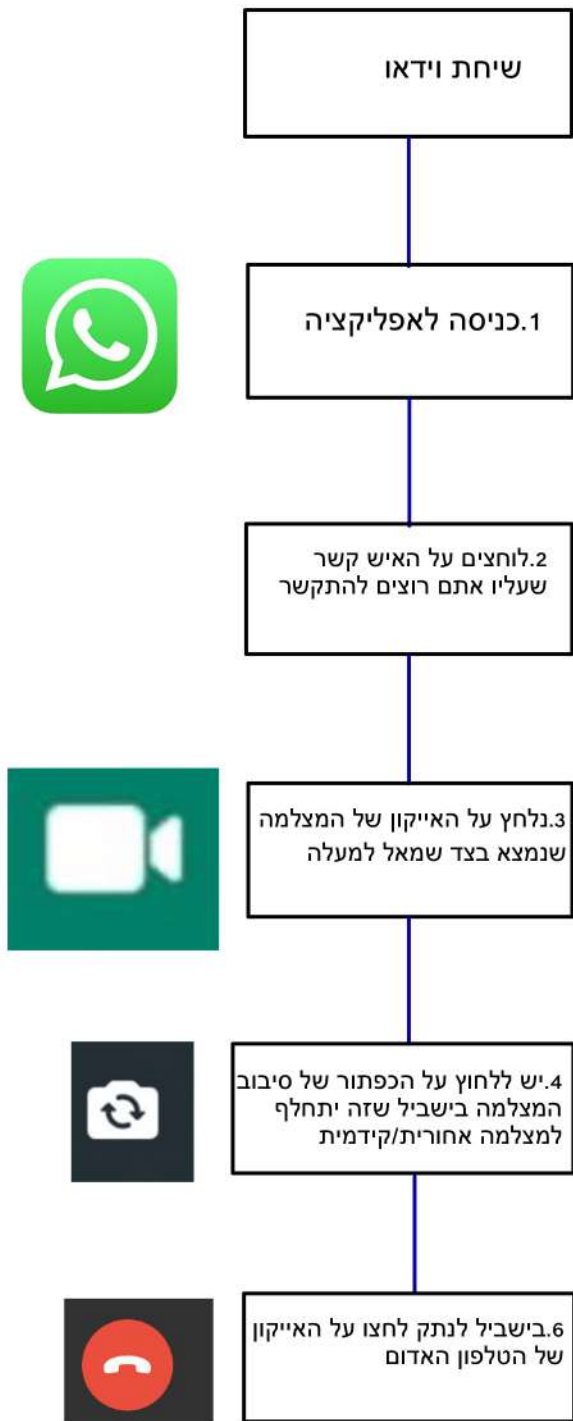 שיחת וידאו
1.כניסה לאפליקציה
2.לוחצים על האיש קשר
שעליו אתם רוצים להתקשר
3.נלחץ על האייקון של המצלמה
שנמצא בצד שמאל למעלה
4.יש ללחוץ על הכפתור של סיבוב
המצלמה בישביל שזה יתחלף
למצלמה אחורית/קידמית
6.בישביל לנתק לחצו על האייקון
של הטלפון האדום